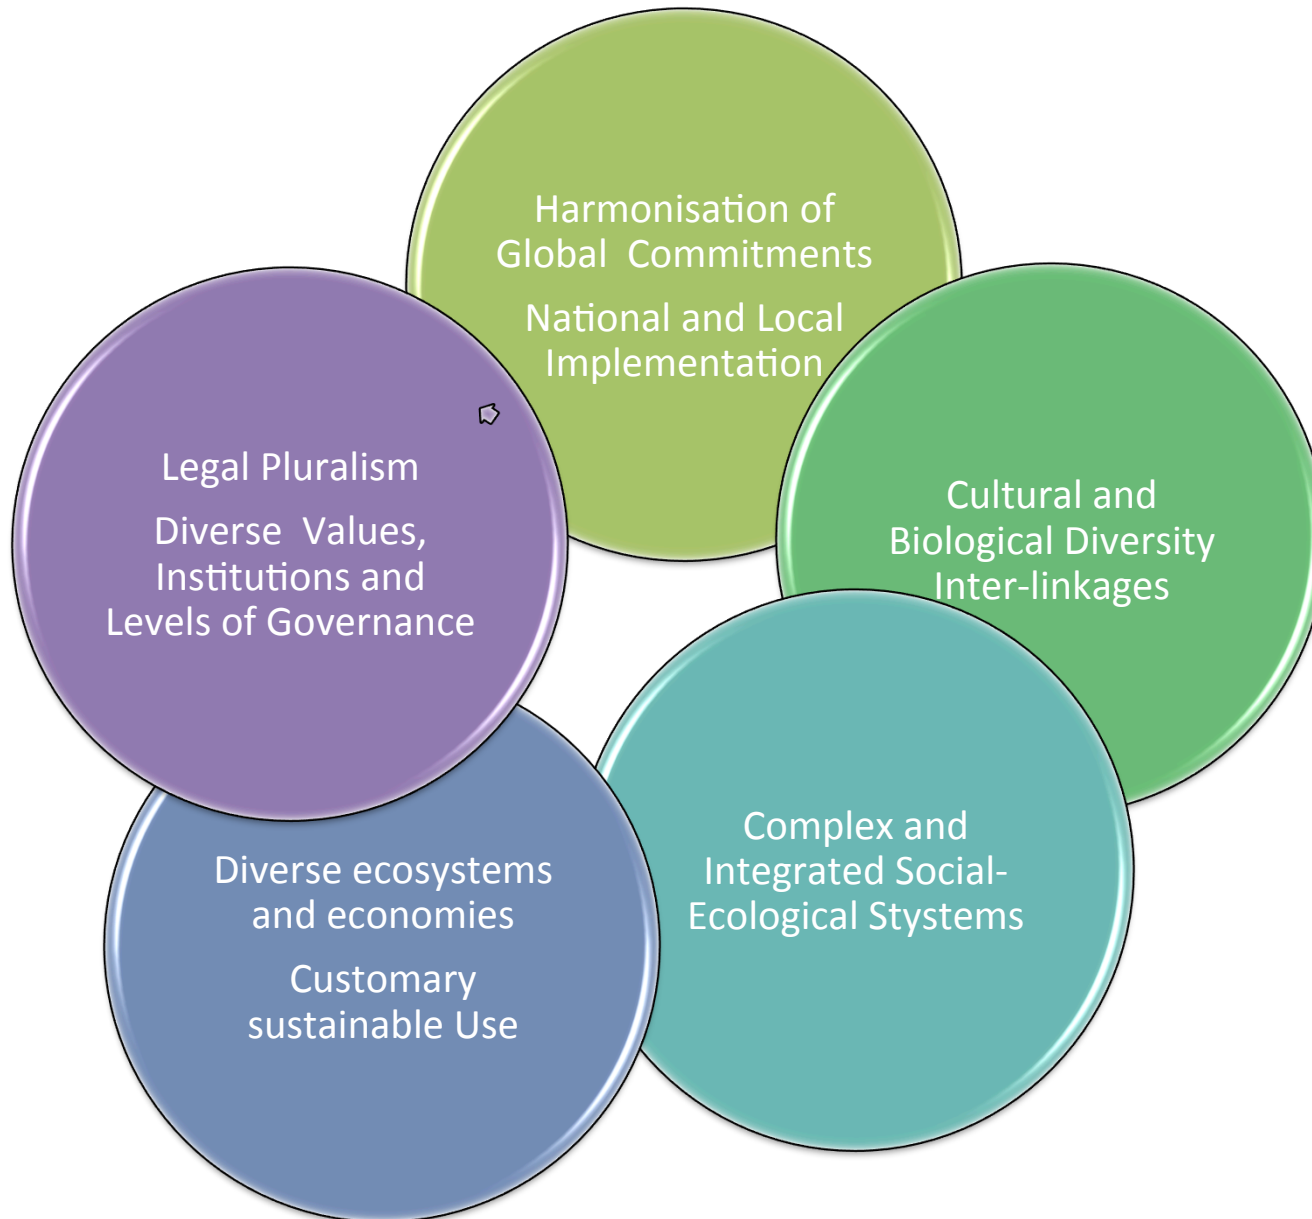 Harmonisation of
Global Commitments
National and Local
Implementation
Legal Pluralism
Diverse Values,
Institutions and
Levels of Governance
Cultural and
Biological Diversity
Inter-linkages
Complex and
Integrated Social-
Ecological Stystems
Diverse ecosystems
and economies
Customary
sustainable Use